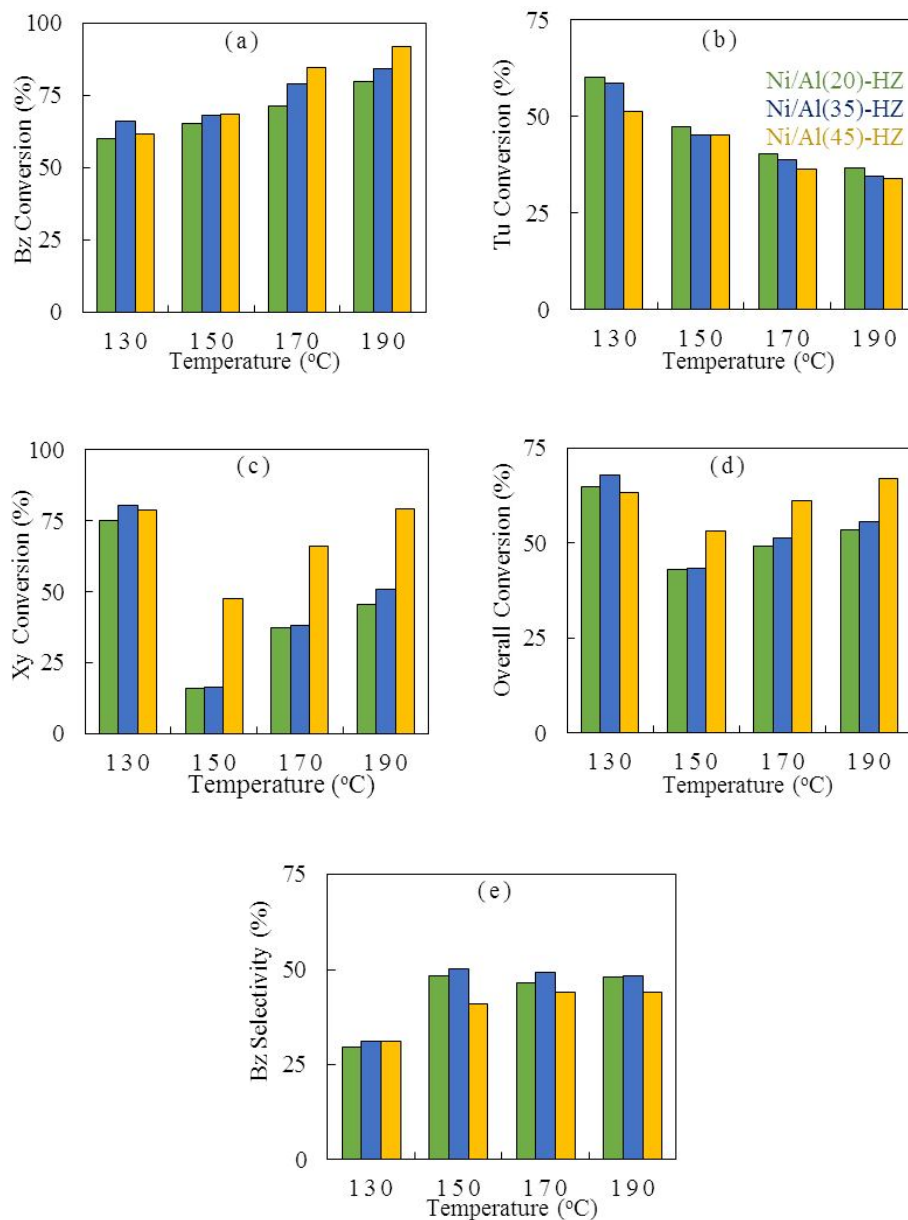 (a)
Bz Conversion (%)
100
75
50
25
0
130 150 170 190
Temperature (°C)
(b)
Tu Conversion (%)
75
50
25
0
Ni/Al(20)-HZ
Ni/Al(35)-HZ
Ni/Al(45)-HZ
130 150 170 190
Temperature (°C)
(c)
Xy Conversion (%)
100
75
50
25
0
130 150 170 190
Temperature (°C)
(d)
Overall Conversion (%)
75
50
25
0
130 150 170 190
Temperature (°C)
(e)
Bz Selectivity (%)
75
50
25
0
130 150 170 190
Temperature (°C)